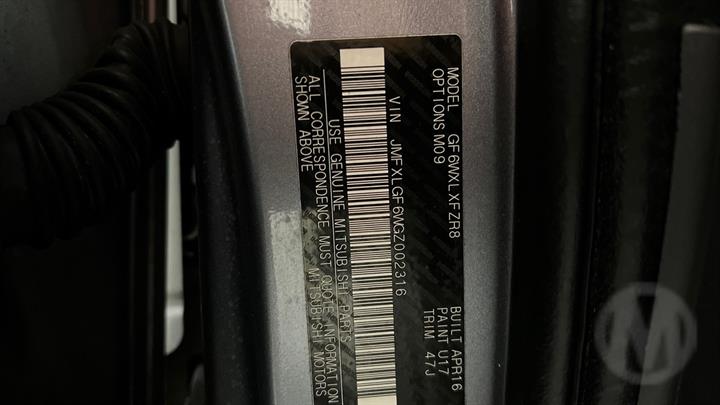 MODEL GF6WXLXFZR8 BUILT APR16
OPTIONS M09 PAINT U17
TRIM 47J
VIN JMFXLGF6WGZ002316
USE GENUINE MITSUBISHI PARTS
ALL CORRESPONDENCE MUST QUOTE INFORMATION
SHOWN ABOVE MITSUBISHI MOTORS
M